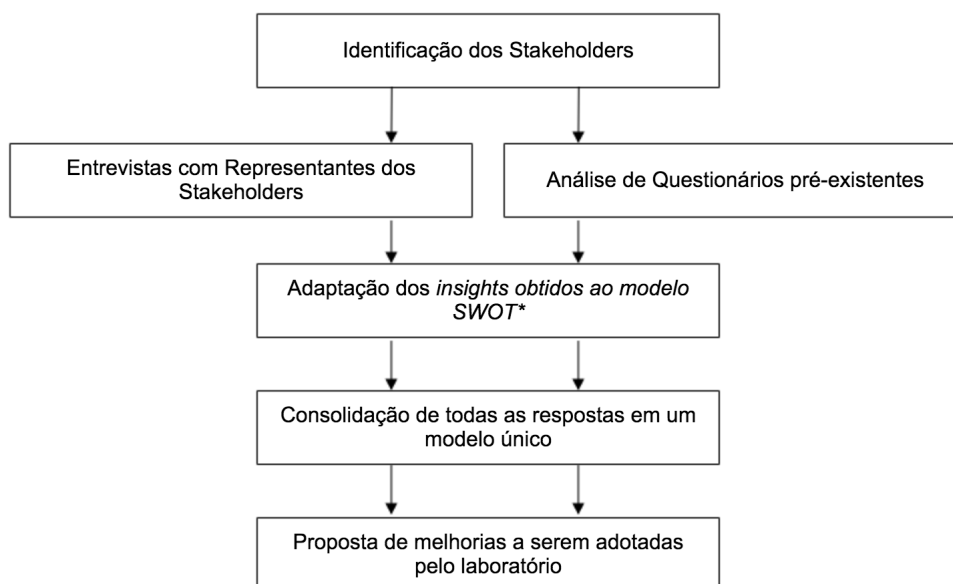 Identificação dos Stakeholders
Entrevistas com Representantes dos
Stakeholders
Análise de Questionários pré-existentes
Adaptação dos insights obtidos ao modelo
SWOT*
Consolidação de todas as respostas em um
modelo único
Proposta de melhorias a serem adotadas
pelo laboratório